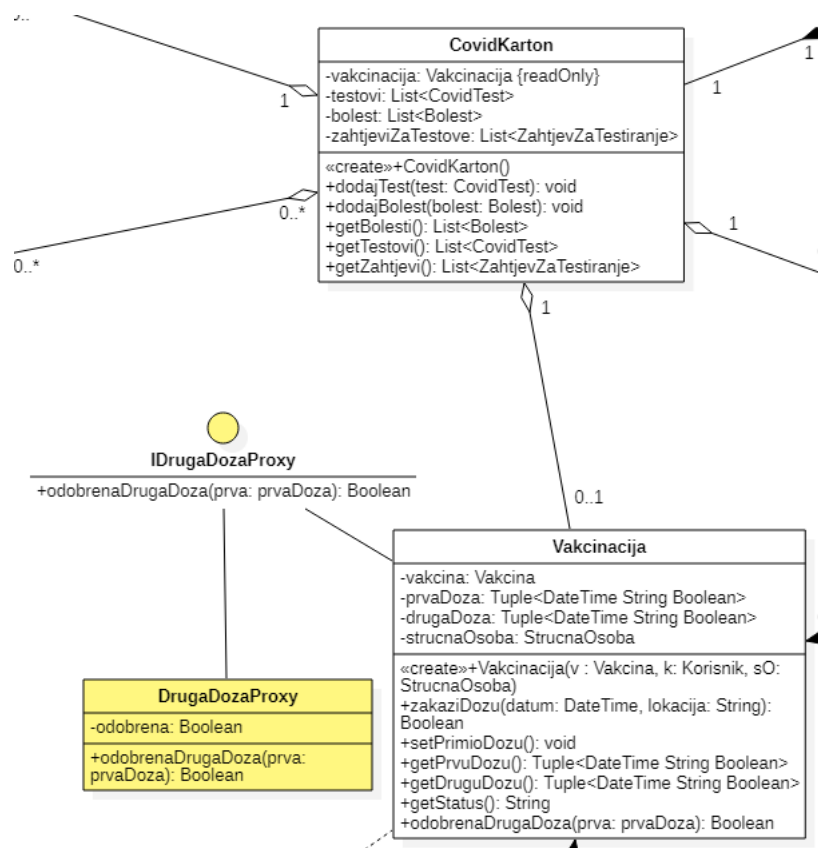 CovidKarton
-vakcinacija: Vakcinacija {readOnly}
-testovi: List<CovidTest>
-bolest: List<Bolest>
-zahtjeviZaTestove: List<ZahtjevZaTestiranje>
«create»+CovidKarton()
+dodajTest(test: CovidTest): void
+dodajBolest(bolest: Bolest): void
+getBolesti(): List<Bolest>
+getTestovi(): List<CovidTest>
+getZahtjevi(): List<ZahtjevZaTestiranje>
1
1
1
0..*
0..*
1
1
0..1
IDrugaDozaProxy
+odobrenaDrugaDoza(prva: prvaDoza): Boolean
Vakcinacija
-vakcina: Vakcina
-prvaDoza: Tuple<DateTime String Boolean>
-drugaDoza: Tuple<DateTime String Boolean>
-strucnaOsoba: StrucnaOsoba
«create»+Vakcinacija(v : Vakcina, k: Korisnik, sO:
StrucnaOsoba)
+zakaziDozu(datum: DateTime, lokacija: String):
Boolean
+setPrimioDozu(): void
+getPrvuDozu(): Tuple<DateTime String Boolean>
+getDruguDozu(): Tuple<DateTime String Boolean>
+getStatus(): String
+odobrenaDrugaDoza(prva: prvaDoza): Boolean
DrugaDozaProxy
-odobrena: Boolean
+odobrenaDrugaDoza(prva:
prvaDoza): Boolean